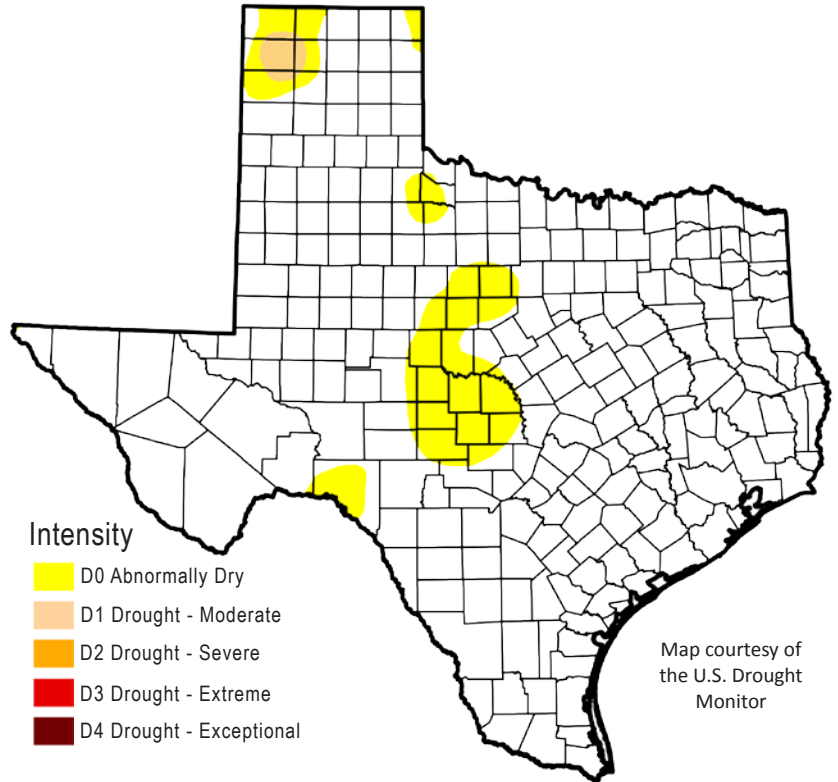 Intensity
D0 Abnormally Dry
D1 Drought - Moderate
D2 Drought - Severe
D3 Drought - Extreme
D4 Drought - Exceptional
Map courtesy of
the U.S. Drought
Monitor